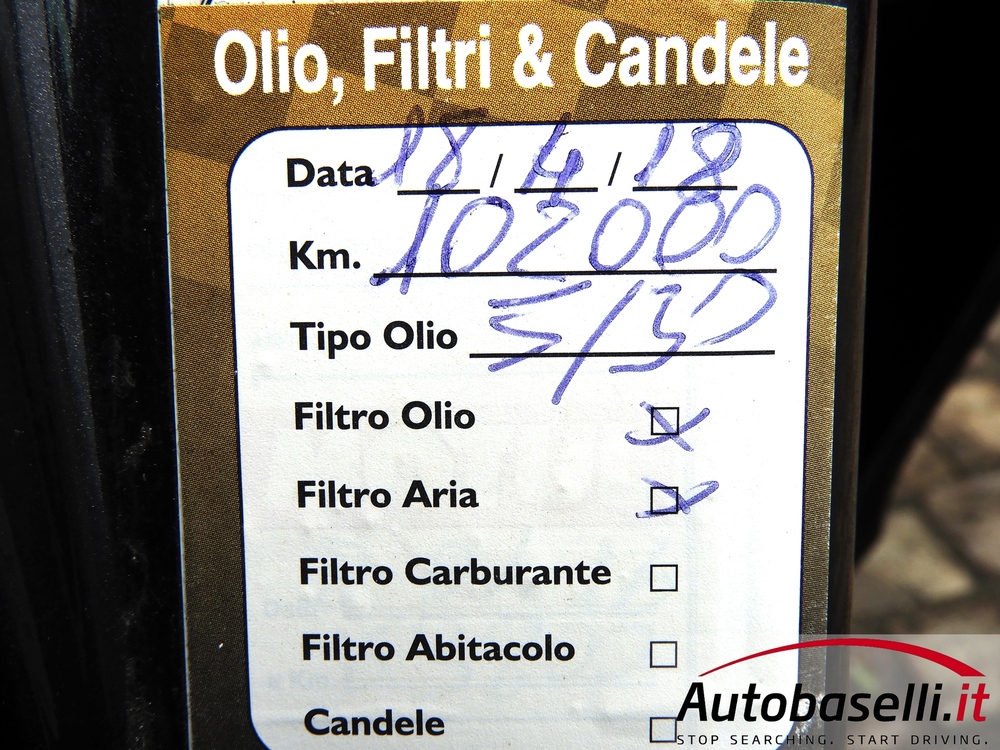 Olio, Filtri & Candele
Data 18 / 4 / 18
Km. 102000
Tipo Olio 5/30
Filtro Olio X
Filtro Aria X
Filtro Carburante
Filtro Abitacolo
Candele
Autobaselli.it
STOP SEARCHING. START DRIVING.